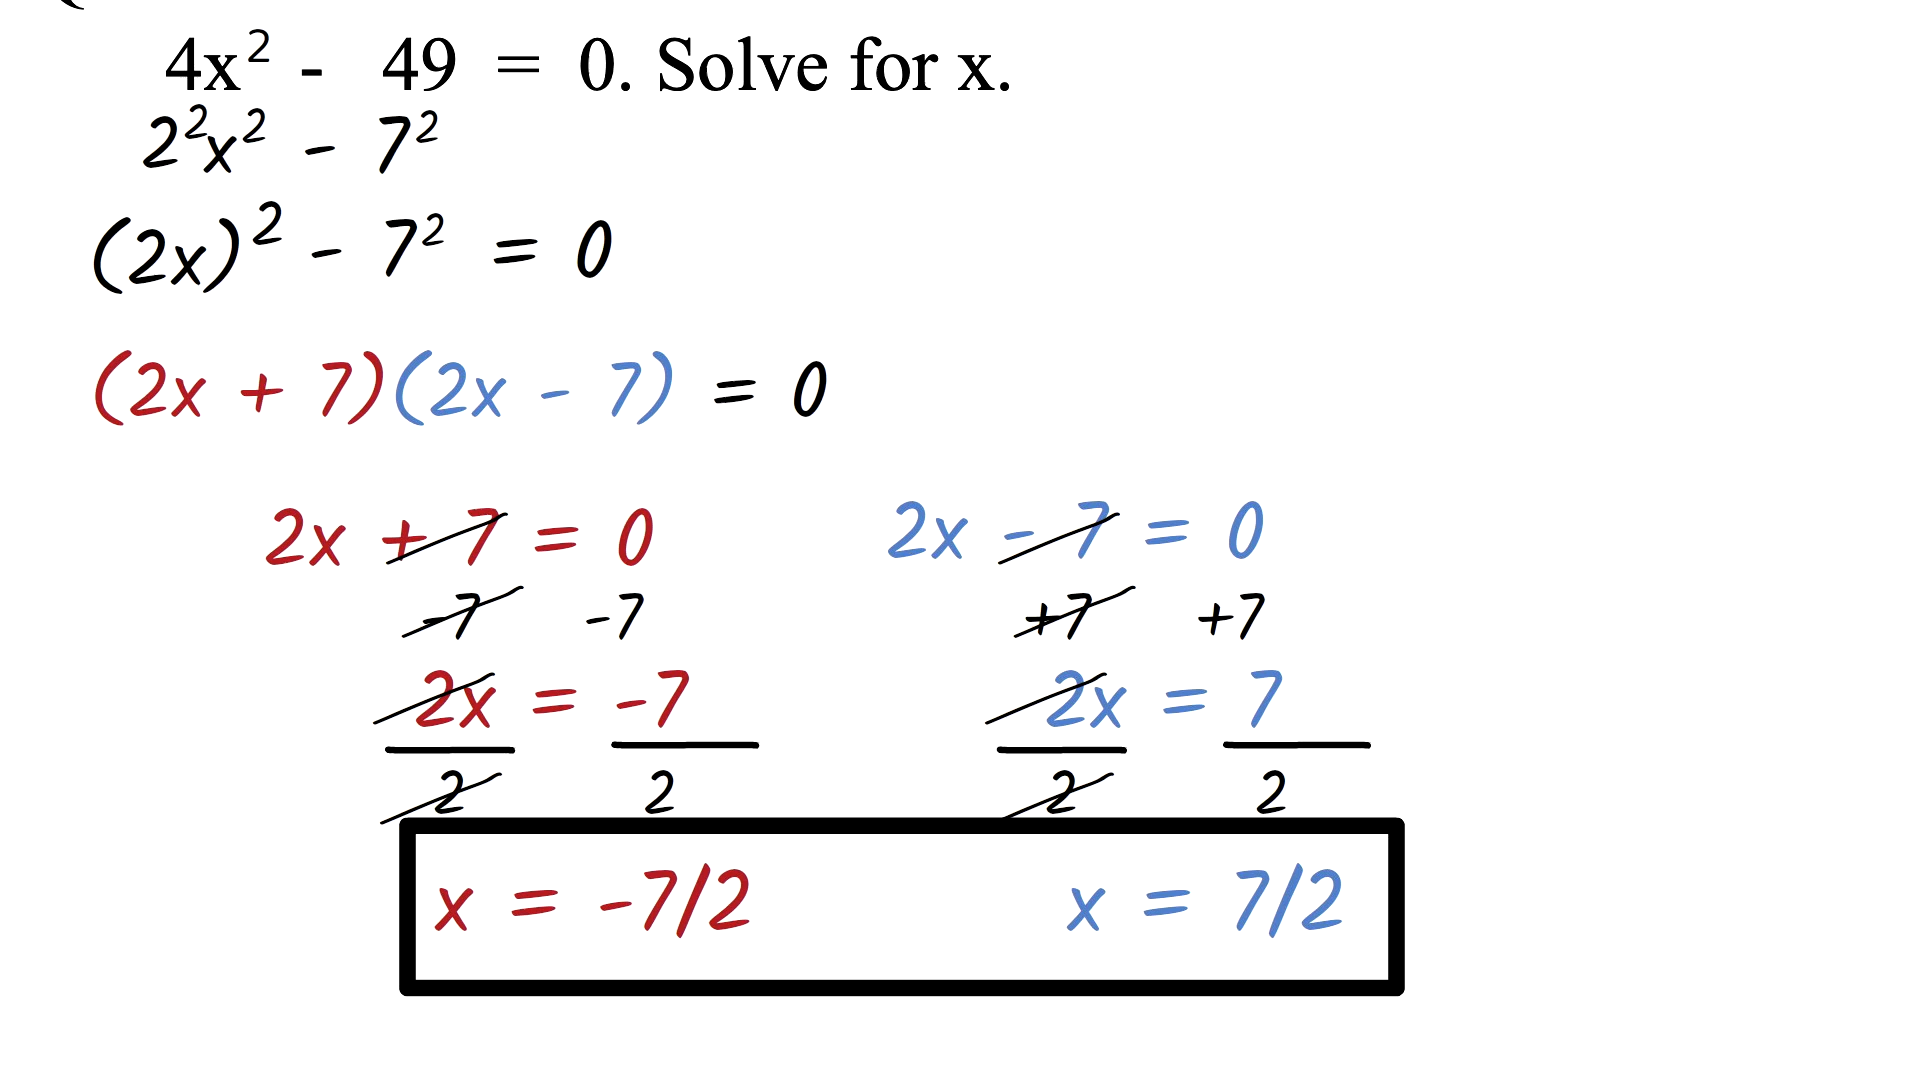 4x² - 49 = 0. Solve for x.
2²x² - 7²
(2x)² - 7² = 0
(2x + 7)(2x - 7) = 0
2x + 7 = 0 2x - 7 = 0
-7 -7 +7 +7
2x = -7 2x = 7
2 2 2 2
x = -7/2 x = 7/2